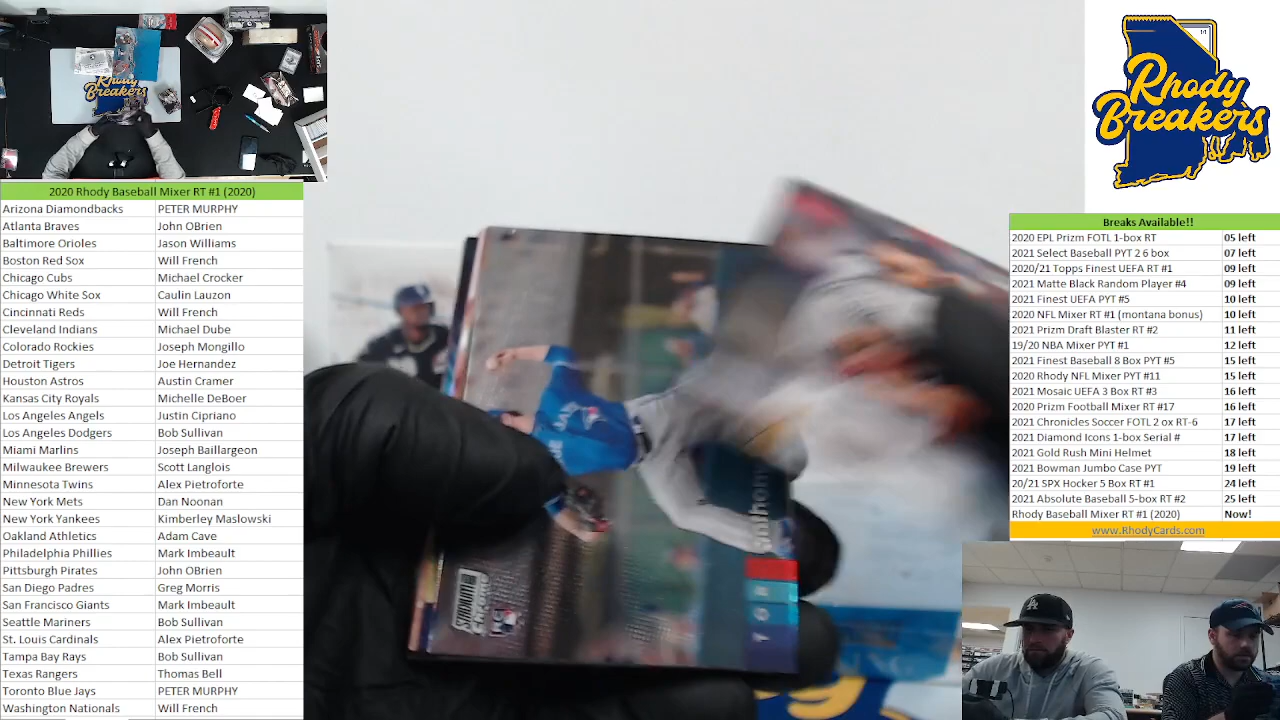 Rhody
Breakers
2020 Rhody Baseball Mixer RT #1 (2020)
Arizona Diamondbacks PETER MURPHY
Atlanta Braves John OBrien
Baltimore Orioles Jason Williams
Boston Red Sox Will French
Chicago Cubs Michael Crocker
Chicago White Sox Caulin Lauzon
Cincinnati Reds Will French
Cleveland Indians Michael Dube
Colorado Rockies Joseph Mongillo
Detroit Tigers Joe Hernandez
Houston Astros Austin Cramer
Kansas City Royals Michelle DeBoer
Los Angeles Angels Justin Cipriano
Los Angeles Dodgers Bob Sullivan
Miami Marlins Joseph Baillargeon
Milwaukee Brewers Scott Langlois
Minnesota Twins Alex Pietroforte
New York Mets Dan Noonan
New York Yankees Kimberley Maslowski
Oakland Athletics Adam Cave
Philadelphia Phillies Mark Imbeault
Pittsburgh Pirates John OBrien
San Diego Padres Greg Morris
San Francisco Giants Mark Imbeault
Seattle Mariners Bob Sullivan
St. Louis Cardinals Alex Pietroforte
Tampa Bay Rays Bob Sullivan
Texas Rangers Thomas Bell
Toronto Blue Jays PETER MURPHY
Washington Nationals Will French
1/1
Rhody
Breakers
Breaks Available!!
2020 EPL Prizm FOTL 1-box RT 05 left
2021 Select Baseball PYT 2 6 box 07 left
2020/21 Topps Finest UEFA RT #1 09 left
2021 Matte Black Random Player #4 09 left
2021 Finest UEFA PYT #5 10 left
2020 NFL Mixer RT #1 (montana bonus) 10 left
2021 Prizm Draft Blaster RT #2 11 left
19/20 NBA Mixer PYT #1 12 left
2021 Finest Baseball 8 Box PYT #5 15 left
2020 Rhody NFL Mixer PYT #11 15 left
2021 Mosaic UEFA 3 Box RT #3 16 left
2020 Prizm Football Mixer RT #17 16 left
2021 Chronicles Soccer FOTL 2 ox RT-6 17 left
2021 Diamond Icons 1-box Serial # 17 left
2021 Gold Rush Mini Helmet 18 left
2021 Bowman Jumbo Case PYT 19 left
20/21 SPX Hocker 5 Box RT #1 24 left
2021 Absolute Baseball 5-box RT #2 25 left
Rhody Baseball Mixer RT #1 (2020) Now!
www.RhodyCards.com